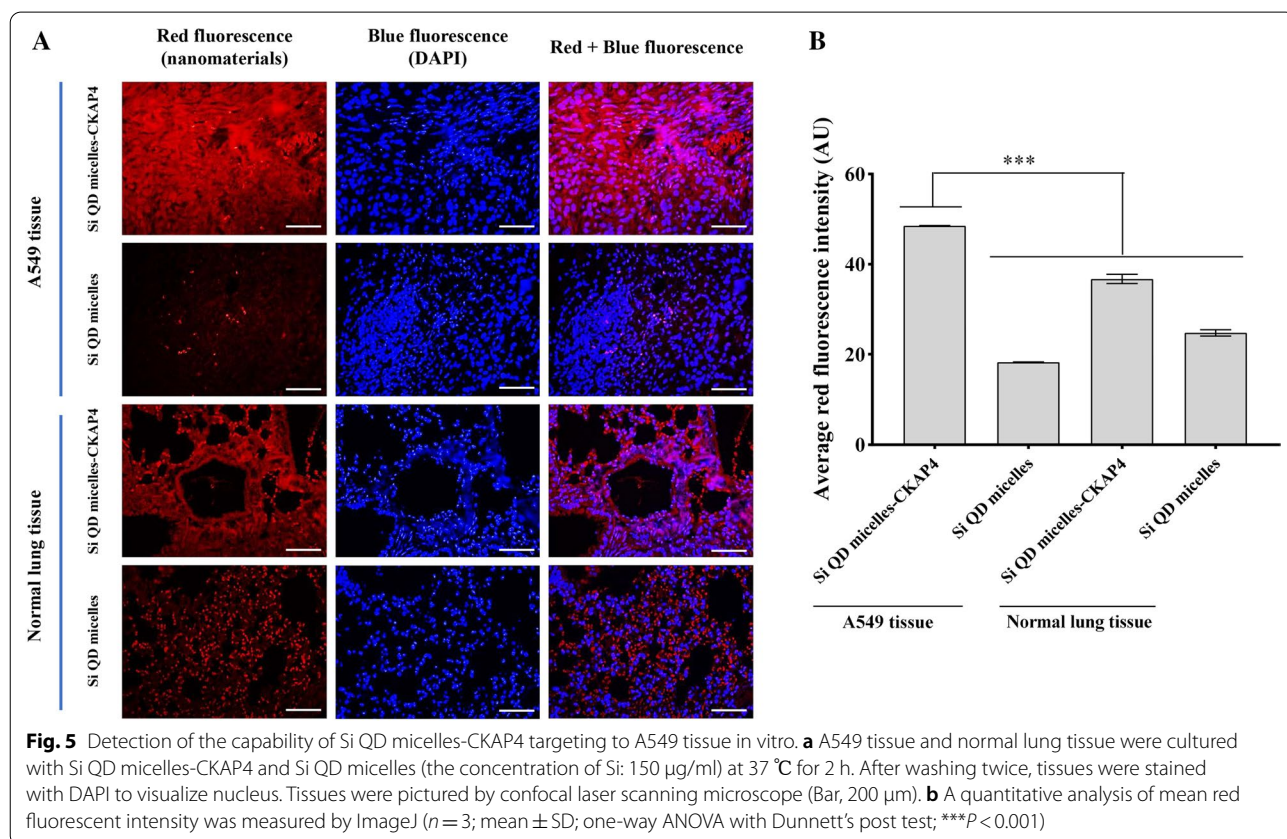 A
Red fluorescence
(nanomaterials)
Blue fluorescence
(DAPI)
Red + Blue fluorescence
A549 tissue
Si QD micelles-CKAP4
Si QD micelles
Normal lung tissue
Si QD micelles-CKAP4
Si QD micelles
B
Average red fluorescence intensity (AU)
***
60
40
20
0
Si QD micelles-CKAP4
Si QD micelles
Si QD micelles-CKAP4
Si QD micelles
A549 tissue
Normal lung tissue
Fig. 5 Detection of the capability of Si QD micelles-CKAP4 targeting to A549 tissue in vitro. a A549 tissue and normal lung tissue were cultured
with Si QD micelles-CKAP4 and Si QD micelles (the concentration of Si: 150 μg/ml) at 37 ℃ for 2 h. After washing twice, tissues were stained
with DAPI to visualize nucleus. Tissues were pictured by confocal laser scanning microscope (Bar, 200 μm). b A quantitative analysis of mean red
fluorescent intensity was measured by ImageJ (n = 3; mean ± SD; one-way ANOVA with Dunnett's post test; ***P < 0.001)